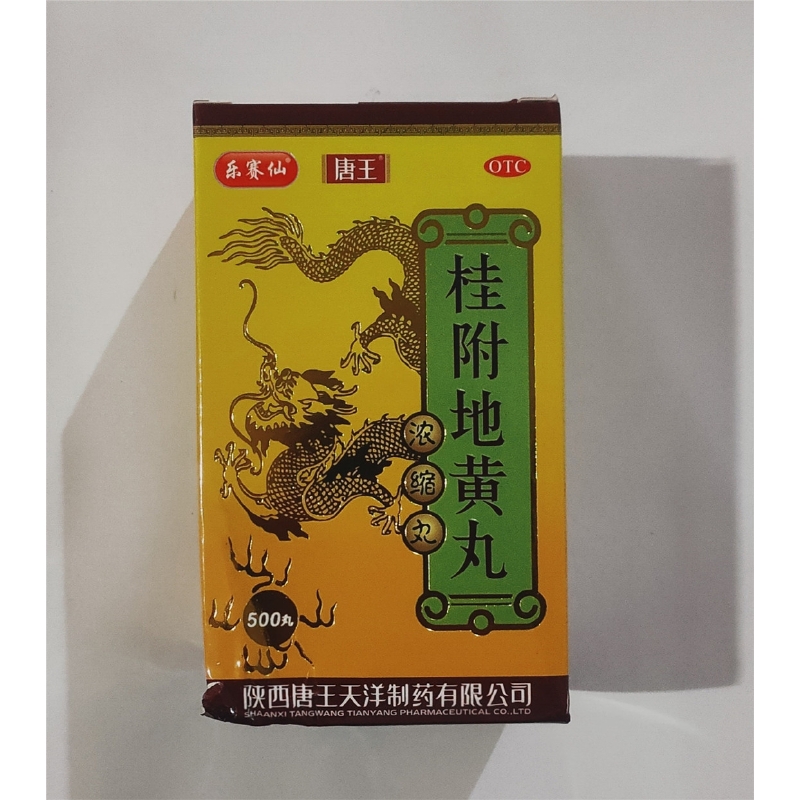 乐赛仙®
唐王®
OTC
桂附地黄丸
浓缩丸
500丸
陕西唐王天洋制药有限公司
SHAANXI TANGWANG TIANYANG PHARMACEUTICAL CO.,LTD